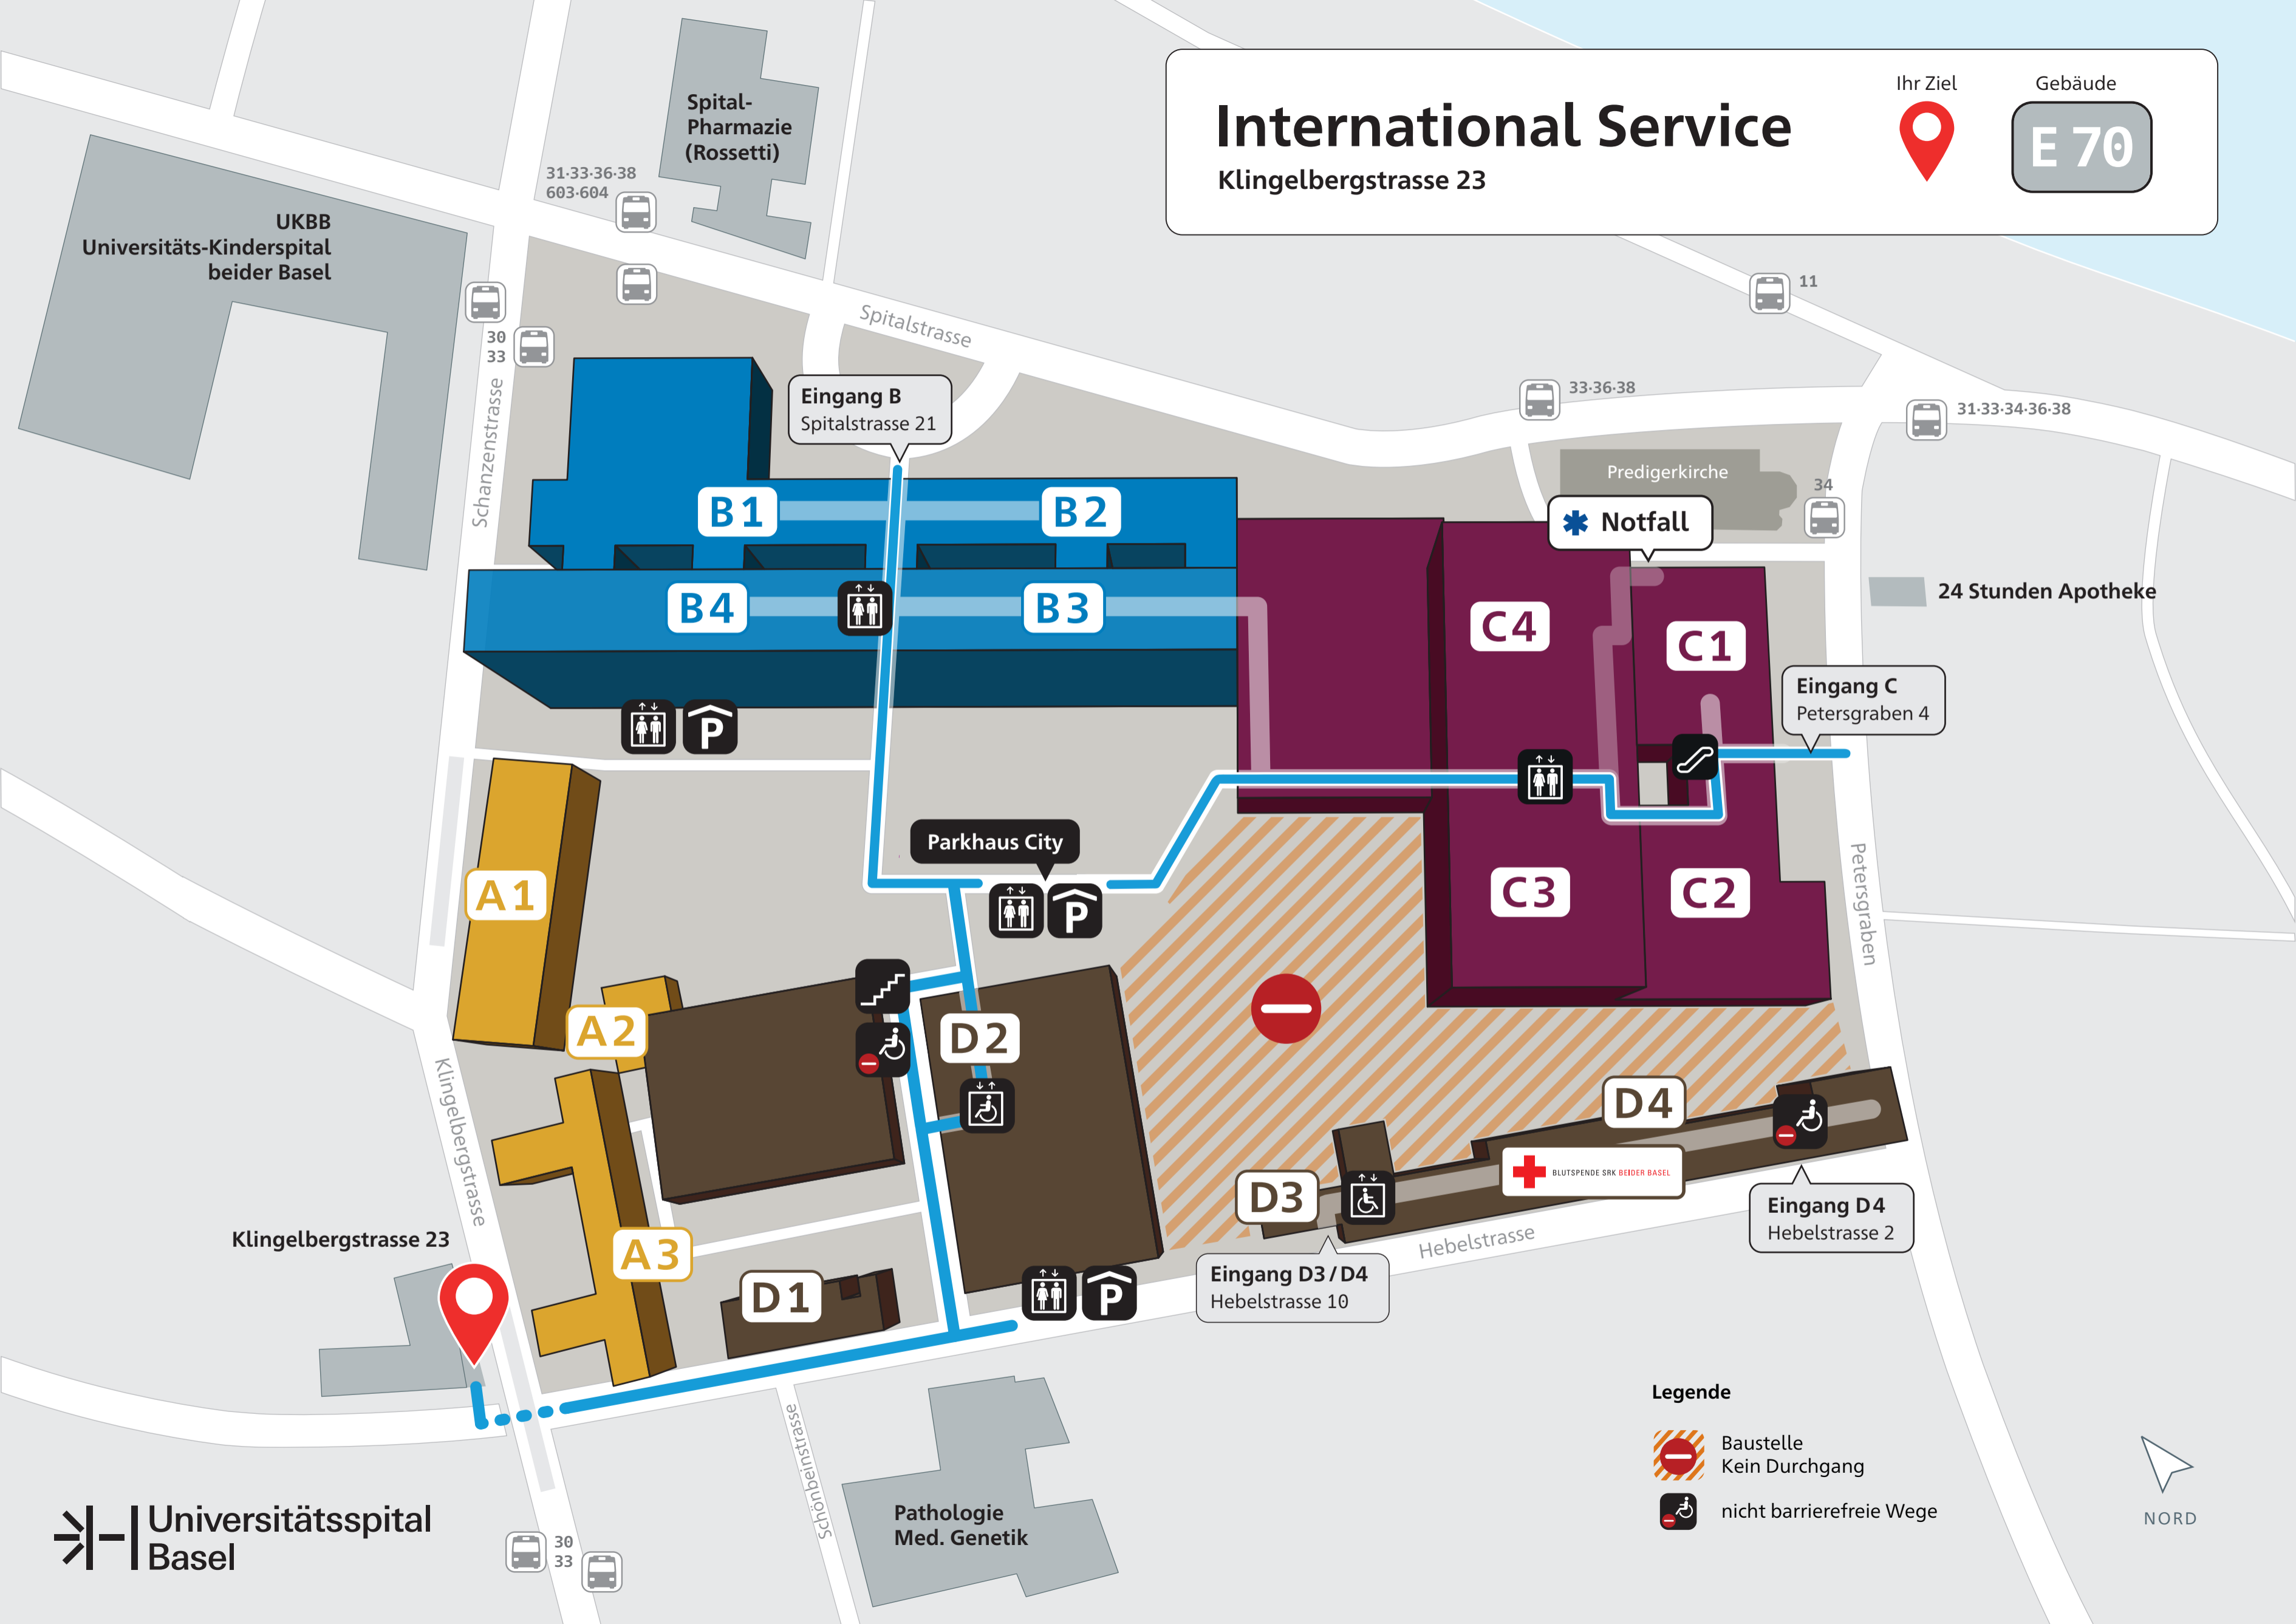 International Service
Klingelbergstrasse 23
Ihr Ziel
Gebäude
E 70
Spital-
Pharmazie
(Rossetti)
31·33·36·38
603·604
UKBB
Universitäts-Kinderspital
beider Basel
30
33
11
Spitalstrasse
Schanzenstrasse
Eingang B
Spitalstrasse 21
33·36·38
31·33·34·36·38
Predigerkirche
34
Notfall
B1
B2
B4
B3
C4
C1
24 Stunden Apotheke
Eingang C
Petersgraben 4
P
Parkhaus City
P
A1
C3
C2
Petersgraben
A2
D2
D4
Klingelbergstrasse
BLUTSPENDE SRK BEIDER BASEL
D3
Eingang D4
Hebelstrasse 2
Hebelstrasse
Klingelbergstrasse 23
A3
D1
P
Eingang D3/D4
Hebelstrasse 10
Schönbeinstrasse
Legende
Baustelle
Kein Durchgang
nicht barrierefreie Wege
NORD
Pathologie
Med. Genetik
Universitätsspital
Basel
30
33